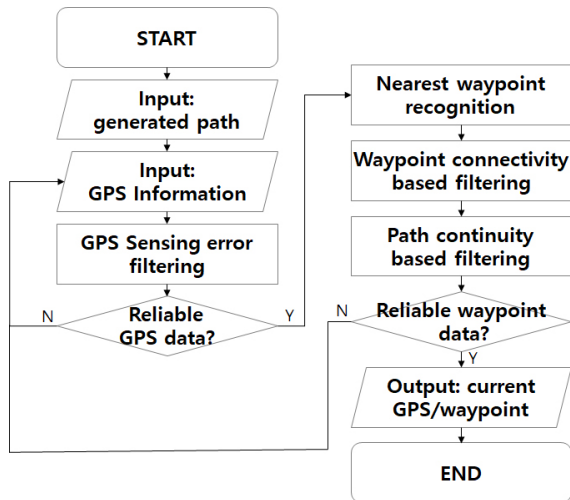 START
Input:
generated path
Input:
GPS Information
GPS Sensing error
filtering
N
Reliable
GPS data?
Y
Nearest waypoint
recognition
Waypoint connectivity
based filtering
Path continuity
based filtering
N
Reliable waypoint
data?
Y
Output: current
GPS/waypoint
END